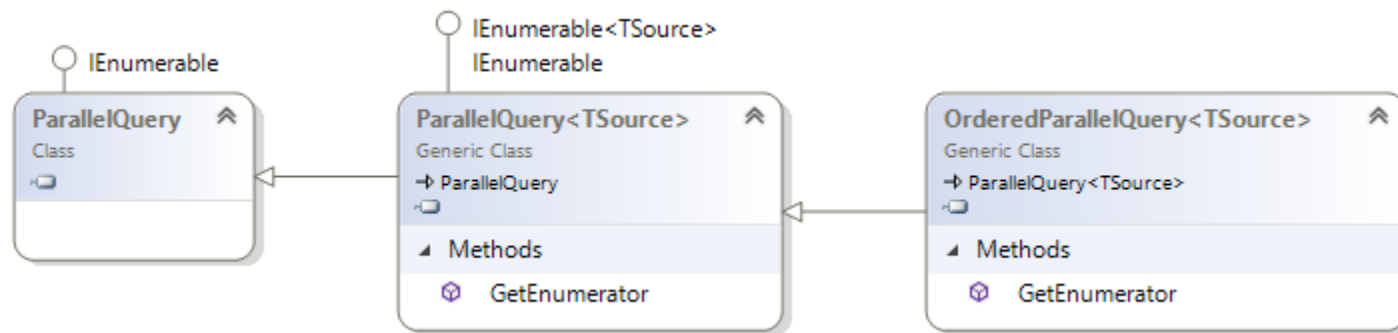 IEnumerable
ParallelQuery
Class
IEnumerable<TSource>
IEnumerable
ParallelQuery<TSource>
Generic Class
ParallelQuery
Methods
GetEnumerator
OrderedParallelQuery<TSource>
Generic Class
ParallelQuery<TSource>
Methods
GetEnumerator